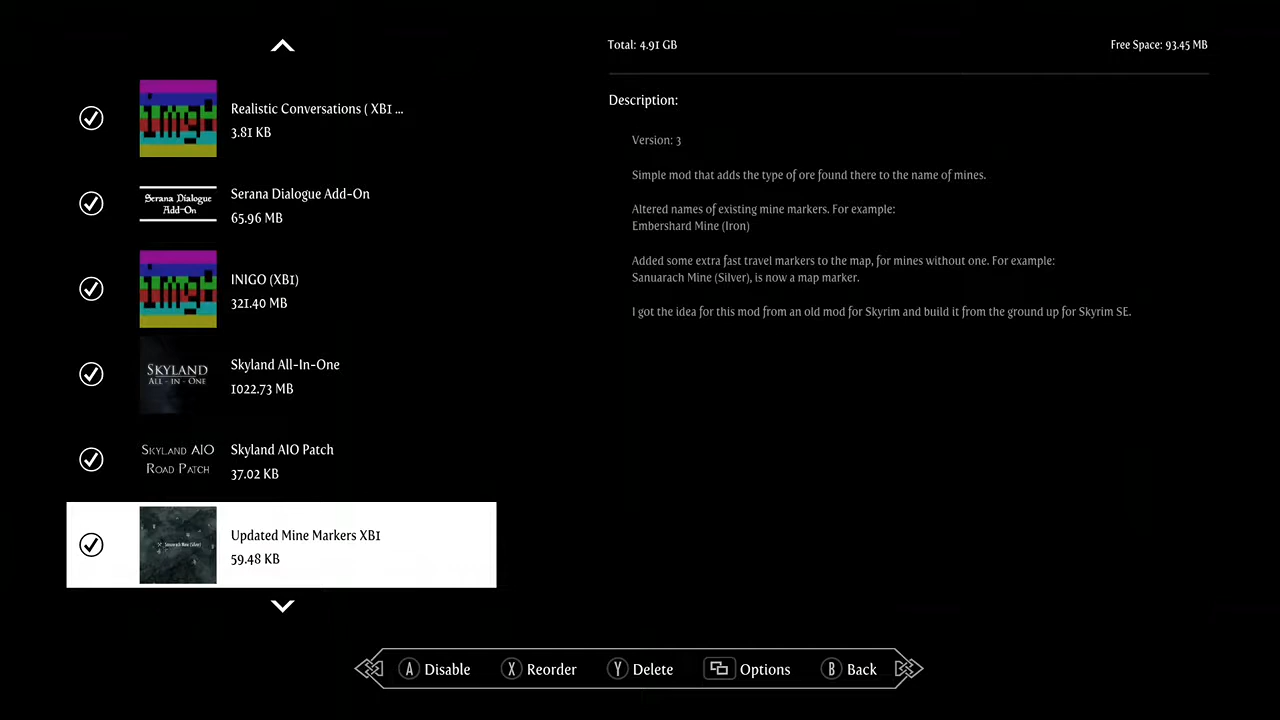 Total: 4.91 GB
Free Space: 93.45 MB
Description:
Version: 3
Simple mod that adds the type of ore found there to the name of mines.
Altered names of existing mine markers. For example:
Embershard Mine (Iron)
Added some extra fast travel markers to the map, for mines without one. For example:
Sanuarach Mine (Silver), is now a map marker.
I got the idea for this mod from an old mod for Skyrim and build it from the ground up for Skyrim SE.
Realistic Conversations ( XB1 ...
3.81 KB
Serana Dialogue
Add-On
Serana Dialogue Add-On
65.96 MB
INIGO (XB1)
321.40 MB
SKYLAND
ALL - IN - ONE
Skyland All-In-One
1022.73 MB
SKYLAND AIO
ROAD PATCH
Skyland AIO Patch
37.02 KB
Sanuarach Mine (Silver)
Updated Mine Markers XB1
59.48 KB
A Disable
X Reorder
Y Delete
Options
B Back